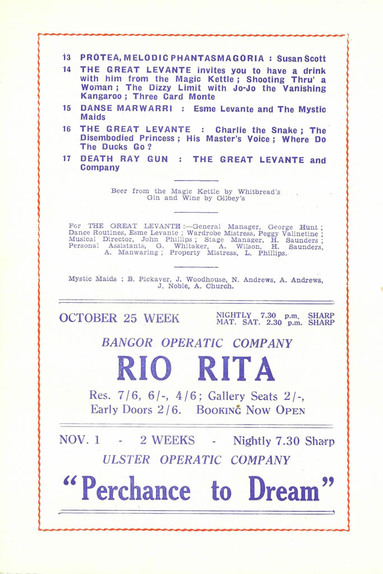 13 PROTEA, MELODIC PHANTASMAGORIA : Susan Scott
14 THE GREAT LEVANTE invites you to have a drink
with him from the Magic Kettle ; Shooting Thru' a
Woman ; The Dizzy Limit with Jo-Jo the Vanishing
Kangaroo ; Three Card Monte
15 DANSE MARWARRI : Esme Levante and The Mystic
Maids
16 THE GREAT LEVANTE : Charlie the Snake ; The
Disembodied Princess ; His Master's Voice ; Where Do
The Ducks Go ?
17 DEATH RAY GUN : THE GREAT LEVANTE and
Company
Beer from the Magic Kettle by Whitbread's
Gin and Wine by Gilbey's
For THE GREAT LEVANTE :—General Manager, George Hunt ;
Dance Routines, Esme Levante ; Wardrobe Mistress, Peggy Valinetine ;
Musical Director, John Phillips ; Stage Manager, H. Saunders ;
Personal Assistants, G. Whitaker, A. Wilson, H. Saunders,
A. Manwaring ; Property Mistress, L. Phillips.
Mystic Maids : B. Pickaver, J. Woodhouse, N. Andrews, A. Andrews,
J. Noble, A. Church.
OCTOBER 25 WEEK NIGHTLY 7.30 p.m. SHARP
MAT. SAT. 2.30 p.m. SHARP
BANGOR OPERATIC COMPANY
RIO RITA
Res. 7/6, 6/-, 4/6 ; Gallery Seats 2/-,
Early Doors 2/6. BOOKING NOW OPEN
NOV. 1 - 2 WEEKS - Nightly 7.30 Sharp
ULSTER OPERATIC COMPANY
"Perchance to Dream"